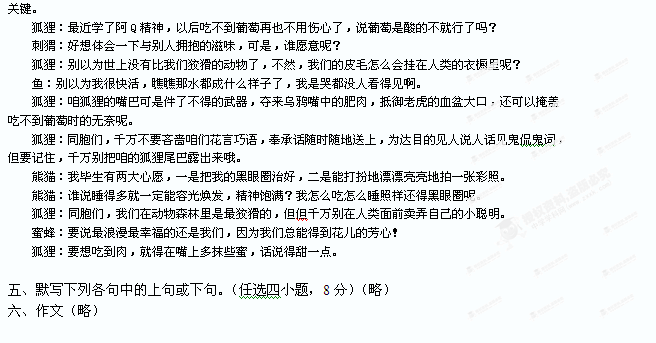 关键。
狐狸：最近学了阿Q精神，以后吃不到葡萄再也不用伤心了，说葡萄是酸的不就行了吗？
刺猬：好想体会一下与别人拥抱的滋味，可是，谁愿意呢？
狐狸：别以为世上没有比我们狡猾的动物了，不然，我们的皮毛怎么会挂在人类的衣橱里呢？
鱼：别以为我很快活，瞧瞧那水都成什么样子了，我是哭都没人看得见啊。
狐狸：咱狐狸的嘴巴可是件了不得的武器，夺来乌鸦嘴中的肥肉，抵御老虎的血盆大口，还可以掩盖
吃不到葡萄时的无奈呢。
狐狸：同胞们，千万不要吝啬咱们花言巧语，奉承话随时随地送上，为达目的见人说人话见鬼侃鬼词，
但要记住，千万别把咱的狐狸尾巴露出来哦。
熊猫：我毕生有两大心愿，一是把我的黑眼圈治好，二是能打扮地漂漂亮亮地拍一张彩照。
熊猫：谁说睡得多就一定能容光焕发，精神饱满？我怎么吃怎么睡照样还得黑眼圈呢
狐狸：同胞们，我们在动物森林里是最狡猾的，但但千万别在人类面前卖弄自己的小聪明。
蜜蜂：要说最浪漫最幸福的还是我们，因为我们总能得到花儿的芳心！
狐狸：要想吃到肉，就得在嘴上多抹些蜜，话说得甜一点。
五、默写下列各句中的上句或下句。（任选四小题，8分）（略）
六、作文（略）